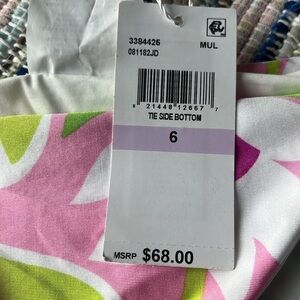 3384425 MUL
081182JD
8 21448 12667 7
TIE SIDE BOTTOM
6
MSRP $68.00